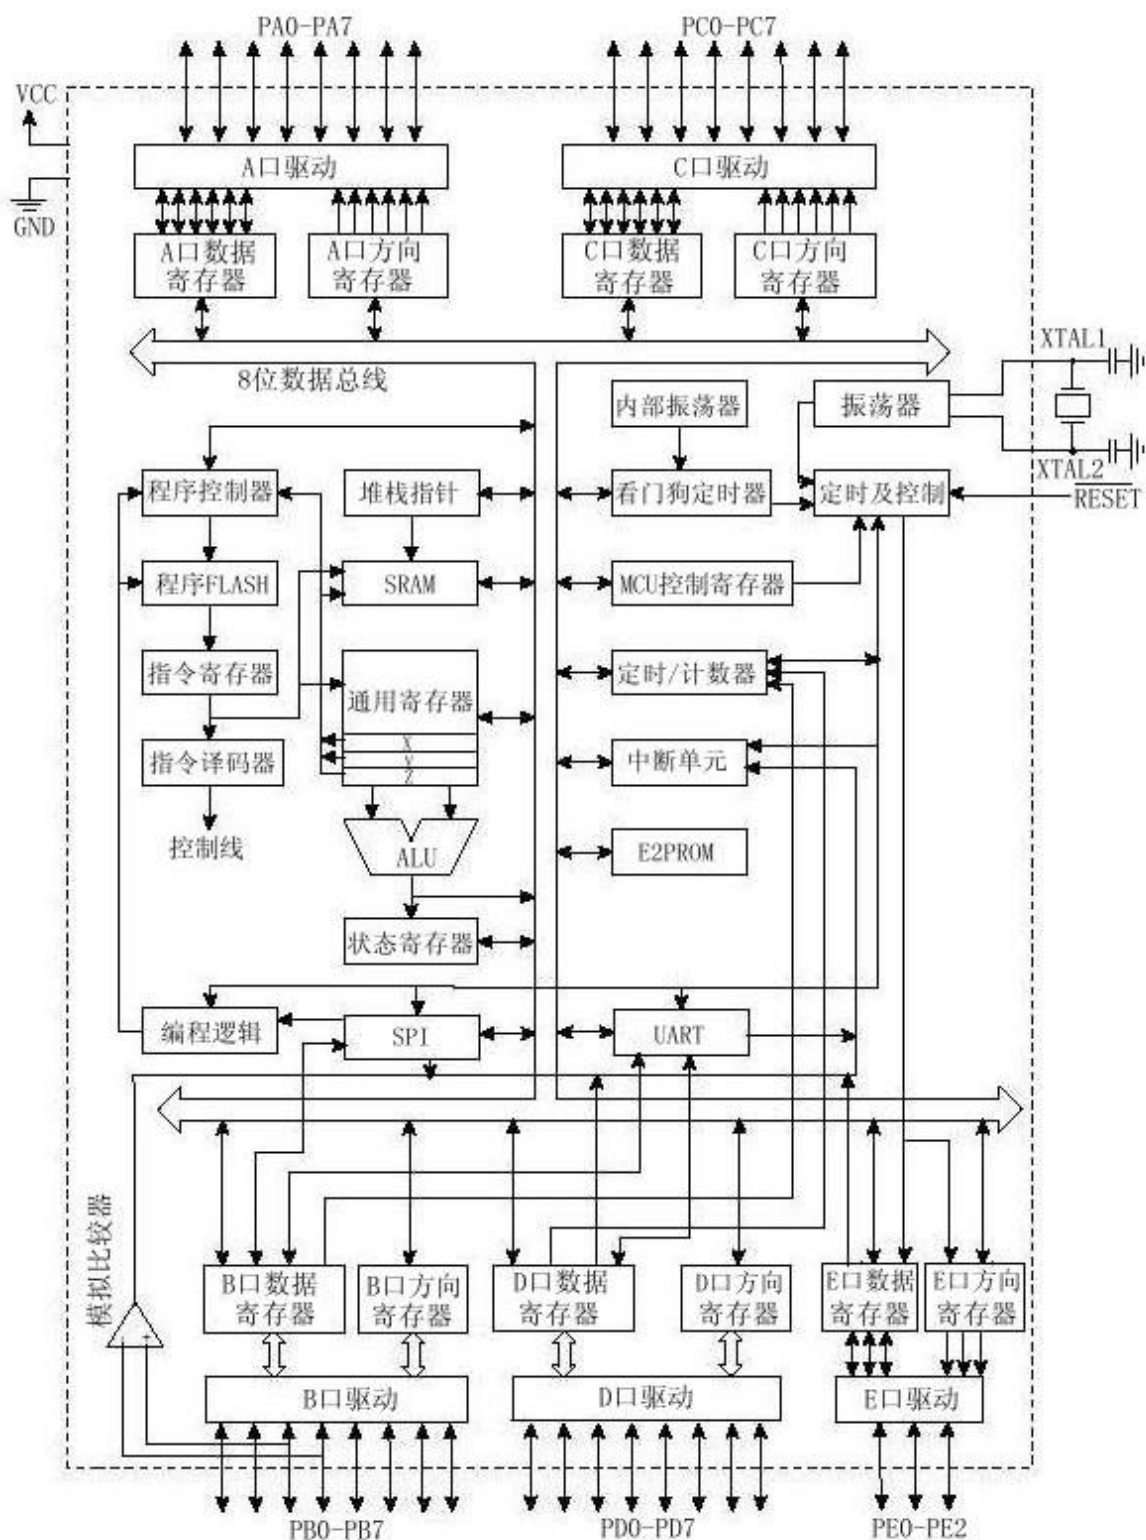 PA0-PA7
PC0-PC7
VCC
GND
A口驱动
C口驱动
A口数据
寄存器
A口方向
寄存器
C口数据
寄存器
C口方向
寄存器
8位数据总线
XTAL1
内部振荡器
振荡器
XTAL2
RESET
程序控制器
堆栈指针
看门狗定时器
定时及控制
程序FLASH
SRAM
MCU控制寄存器
指令寄存器
通用寄存器
定时/计数器
X
Y
Z
指令译码器
中断单元
控制线
ALU
E2PROM
状态寄存器
编程逻辑
SPI
UART
模拟比较器
B口数据
寄存器
B口方向
寄存器
D口数据
寄存器
D口方向
寄存器
E口数据
寄存器
E口方向
寄存器
B口驱动
D口驱动
E口驱动
PB0-PB7
PD0-PD7
PE0-PE2